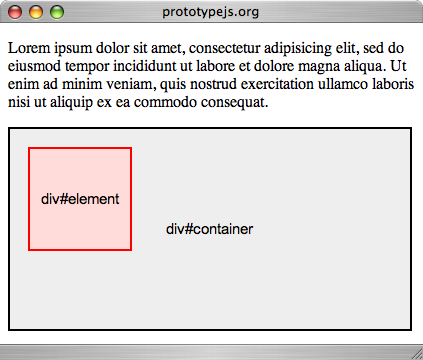 prototypejs.org
Lorem ipsum dolor sit amet, consectetur adipisicing elit, sed do
eiusmod tempor incididunt ut labore et dolore magna aliqua. Ut
enim ad minim veniam, quis nostrud exercitation ullamco laboris
nisi ut aliquip ex ea commodo consequat.
div#element
div#container